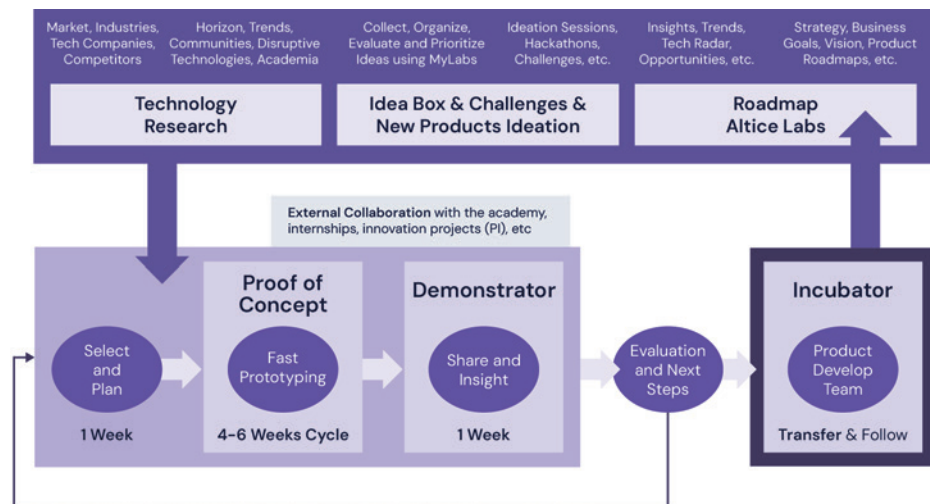 Market, Industries,
Tech Companies,
Competitors
Horizon, Trends,
Communities, Disruptive
Technologies, Academia
Collect, Organize,
Evaluate and Prioritize
Ideas using MyLabs
Ideation Sessions,
Hackathons,
Challenges, etc.
Insights, Trends,
Tech Radar,
Opportunities, etc.
Strategy, Business
Goals, Vision, Product
Roadmaps, etc.
Technology
Research
Idea Box & Challenges &
New Products Ideation
Roadmap
Altice Labs
External Collaboration with the academy,
internships, innovation projects (PI), etc
Select
and
Plan
1 Week
Proof of
Concept
Fast
Prototyping
4-6 Weeks Cycle
Demonstrator
Share and
Insight
1 Week
Evaluation
and Next
Steps
Incubator
Product
Develop
Team
Transfer & Follow